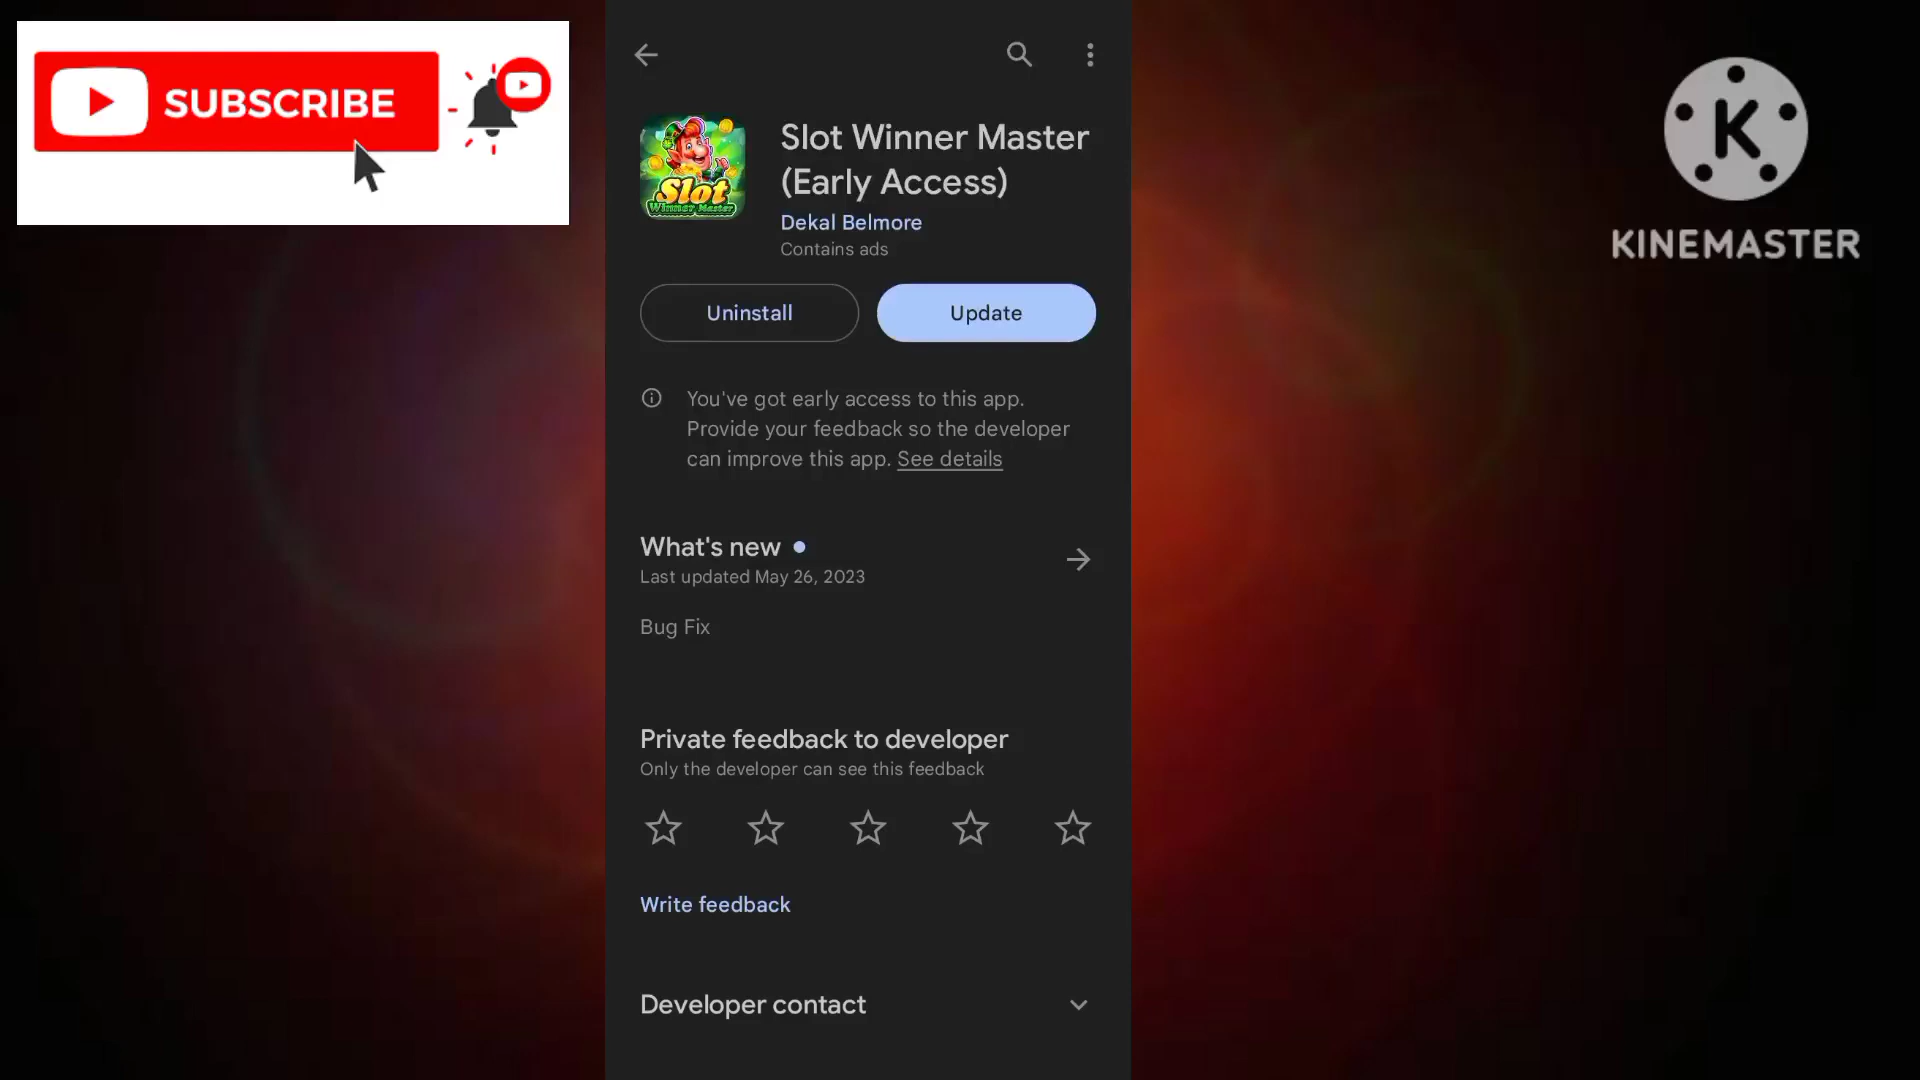 SUBSCRIBE
Slot Winner Master
(Early Access)
Slot
Winner Master
Dekal Belmore
Contains ads
Uninstall
Update
You've got early access to this app.
Provide your feedback so the developer
can improve this app. See details
What's new
Last updated May 26, 2023
Bug Fix
Private feedback to developer
Only the developer can see this feedback
Write feedback
Developer contact
K
KINEMASTER